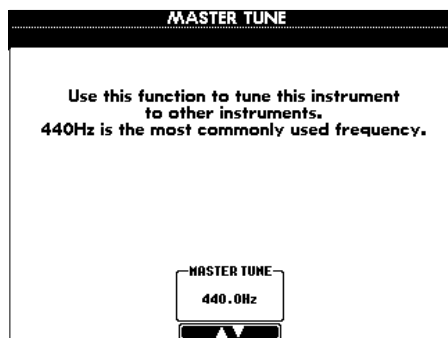 MASTER TUNE
Use this function to tune this instrument
to other instruments.
440Hz is the most commonly used frequency.
MASTER TUNE
440.0Hz